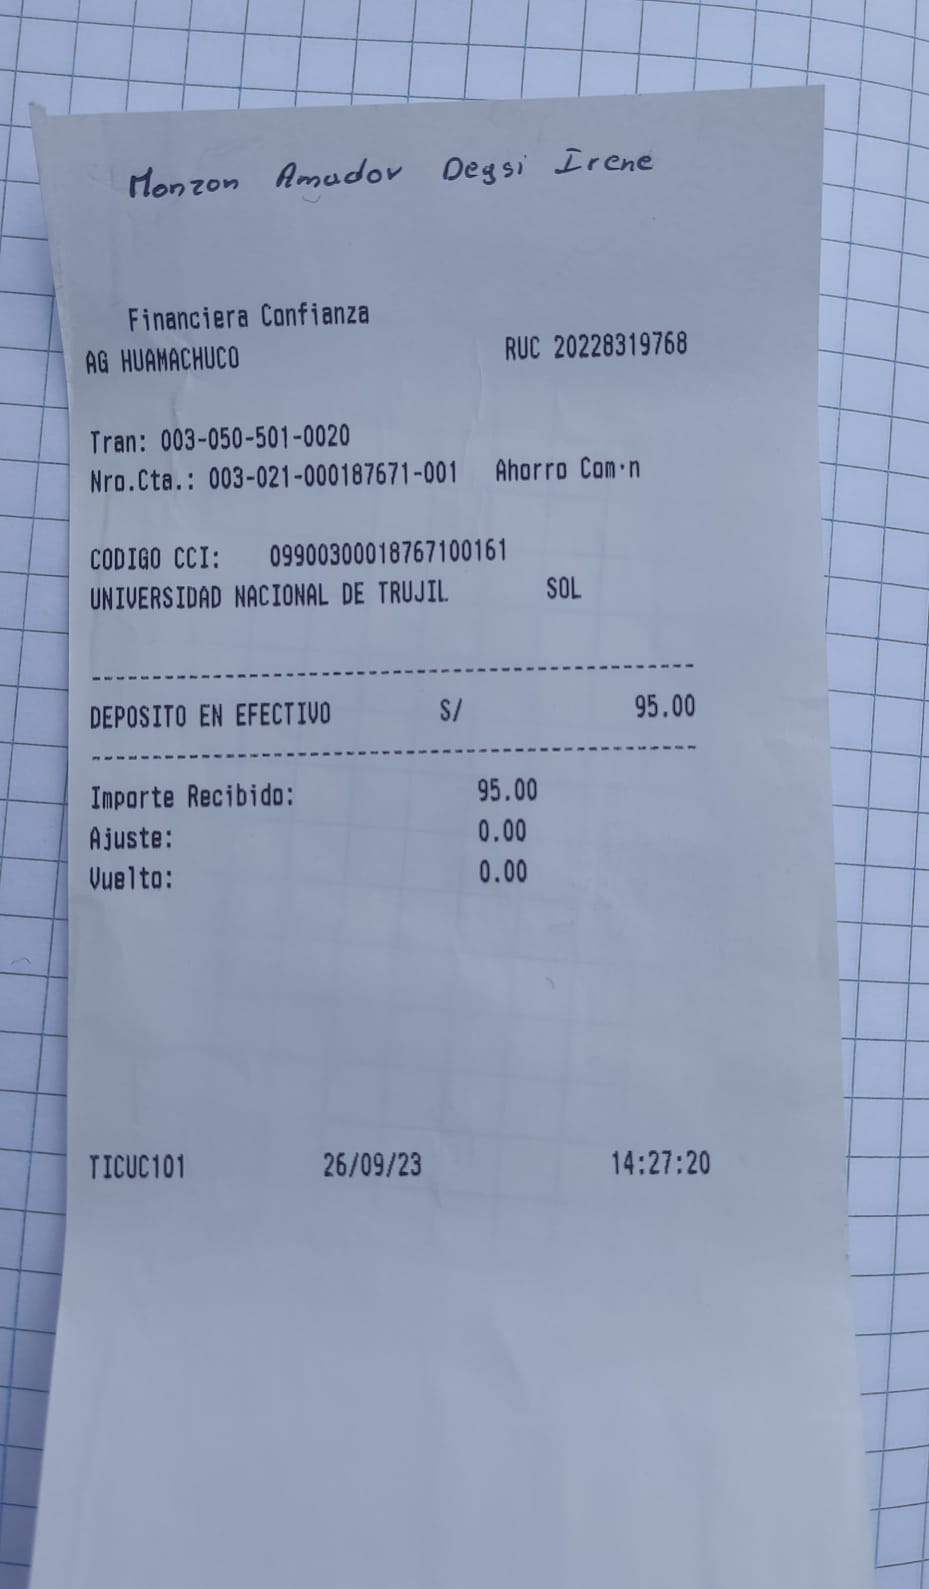 Monzon Amador Degsi Irene
Financiera Confianza
AG HUAMACHUCO RUC 20228319768
Tran: 003-050-501-0020
Nro.Cta.: 003-021-000187671-001 Ahorro Com·n
CODIGO CCI: 09900300018767100161
UNIVERSIDAD NACIONAL DE TRUJIL SOL
DEPOSITO EN EFECTIVO S/ 95.00
Importe Recibido: 95.00
Ajuste: 0.00
Vuelto: 0.00
TICUC101 26/09/23 14:27:20